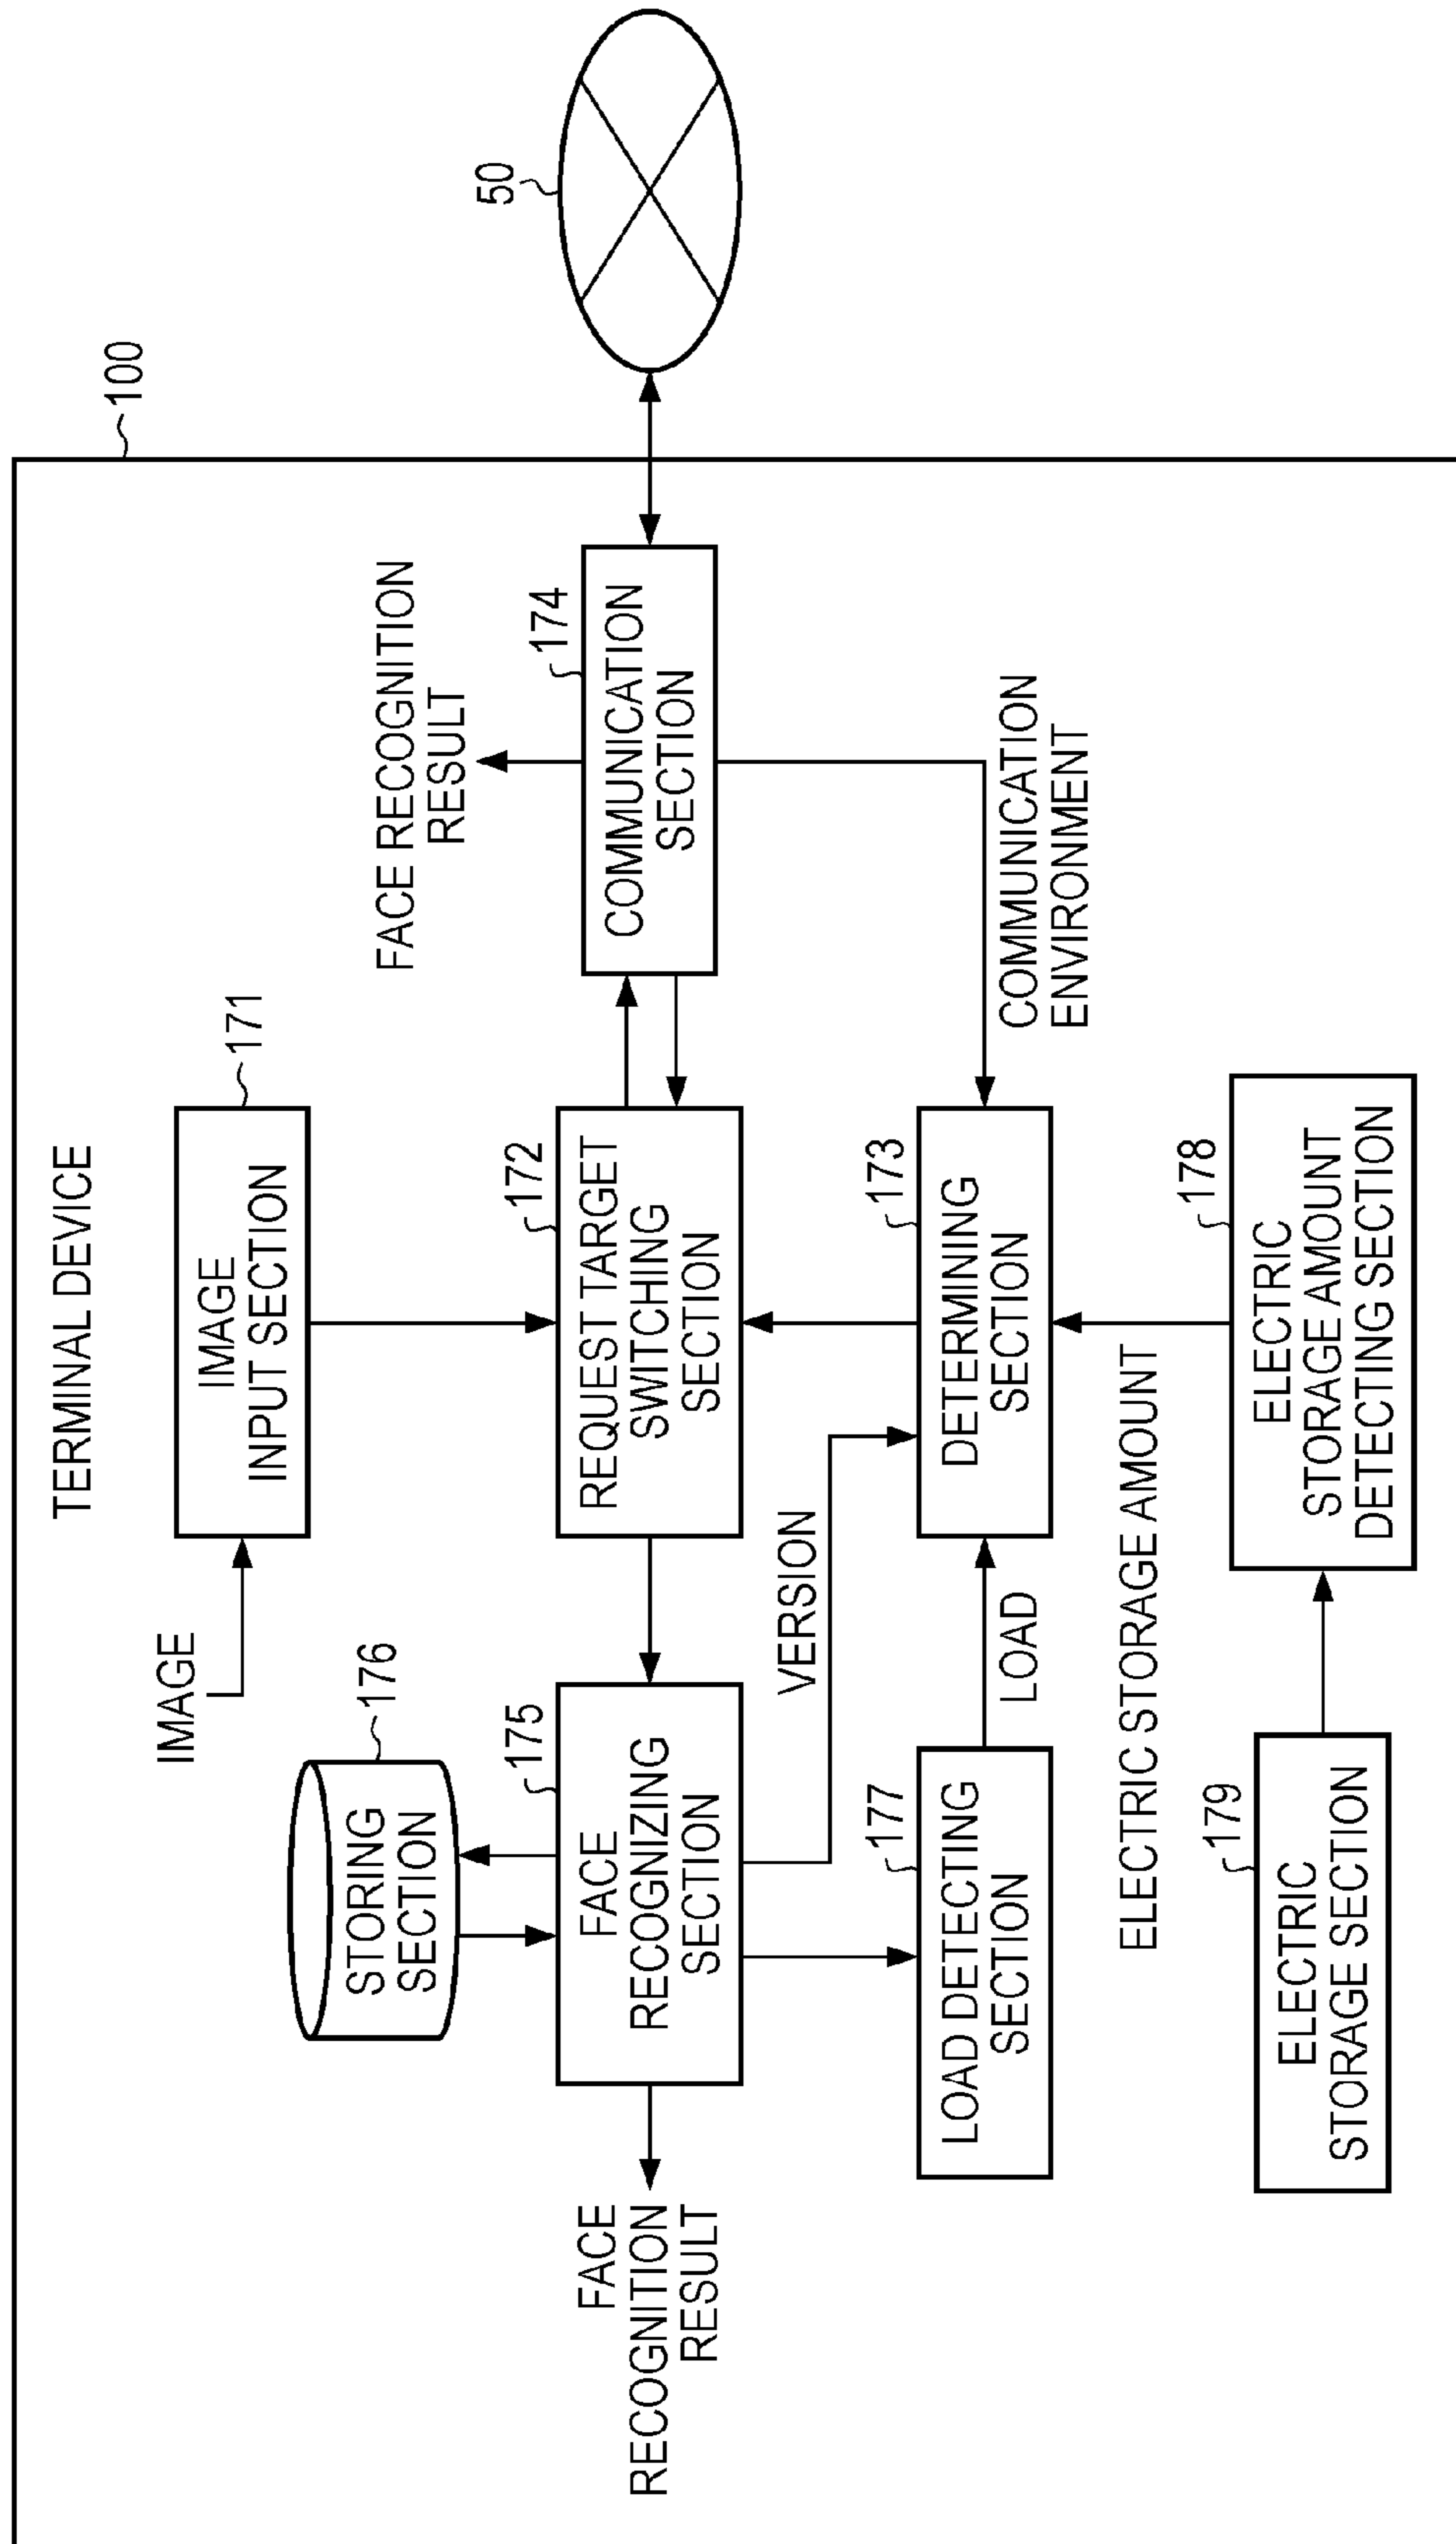 TERMINAL DEVICE
100
50
IMAGE
171
IMAGE
INPUT SECTION
FACE RECOGNITION
RESULT
176
STORING
SECTION
175
FACE
RECOGNIZING
SECTION
172
REQUEST TARGET
SWITCHING
SECTION
174
COMMUNICATION
SECTION
FACE
RECOGNITION
RESULT
VERSION
177
LOAD DETECTING
SECTION
LOAD
173
DETERMINING
SECTION
COMMUNICATION
ENVIRONMENT
ELECTRIC STORAGE AMOUNT
179
ELECTRIC
STORAGE SECTION
178
ELECTRIC
STORAGE AMOUNT
DETECTING SECTION